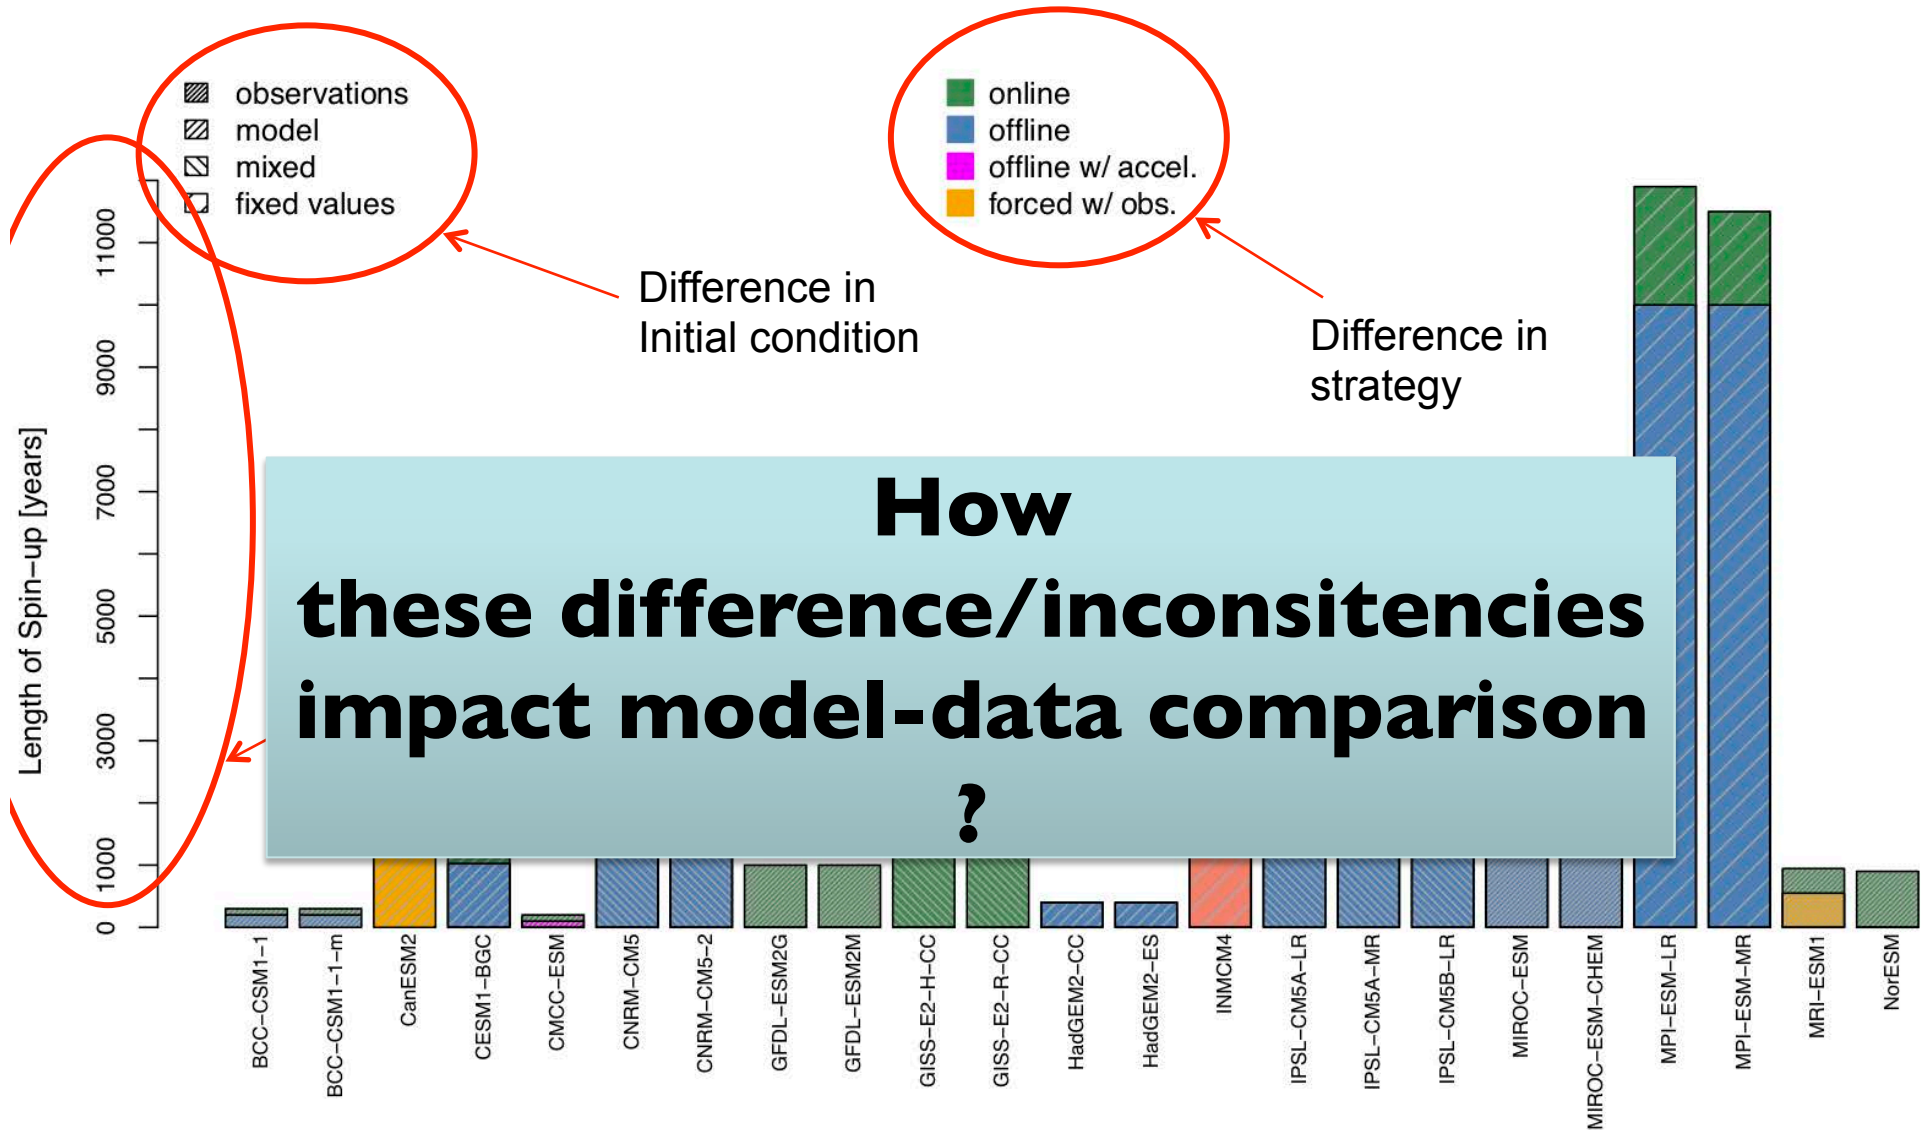 observations
model
mixed
fixed values
online
offline
offline w/ accel.
forced w/ obs.
Difference in
Initial condition
Difference in
strategy
Length of Spin−up [years]
11000
9000
7000
5000
3000
1000
0
How
these difference/inconsitencies
impact model-data comparison
?
BCC−CSM1−1
BCC−CSM1−1−m
CanESM2
CESM1−BGC
CMCC−ESM
CNRM−CM5
CNRM−CM5−2
GFDL−ESM2G
GFDL−ESM2M
GISS−E2−H−CC
GISS−E2−R−CC
HadGEM2−CC
HadGEM2−ES
INMCM4
IPSL−CM5A−LR
IPSL−CM5A−MR
IPSL−CM5B−LR
MIROC−ESM
MIROC−ESM−CHEM
MPI−ESM−LR
MPI−ESM−MR
MRI−ESM1
NorESM